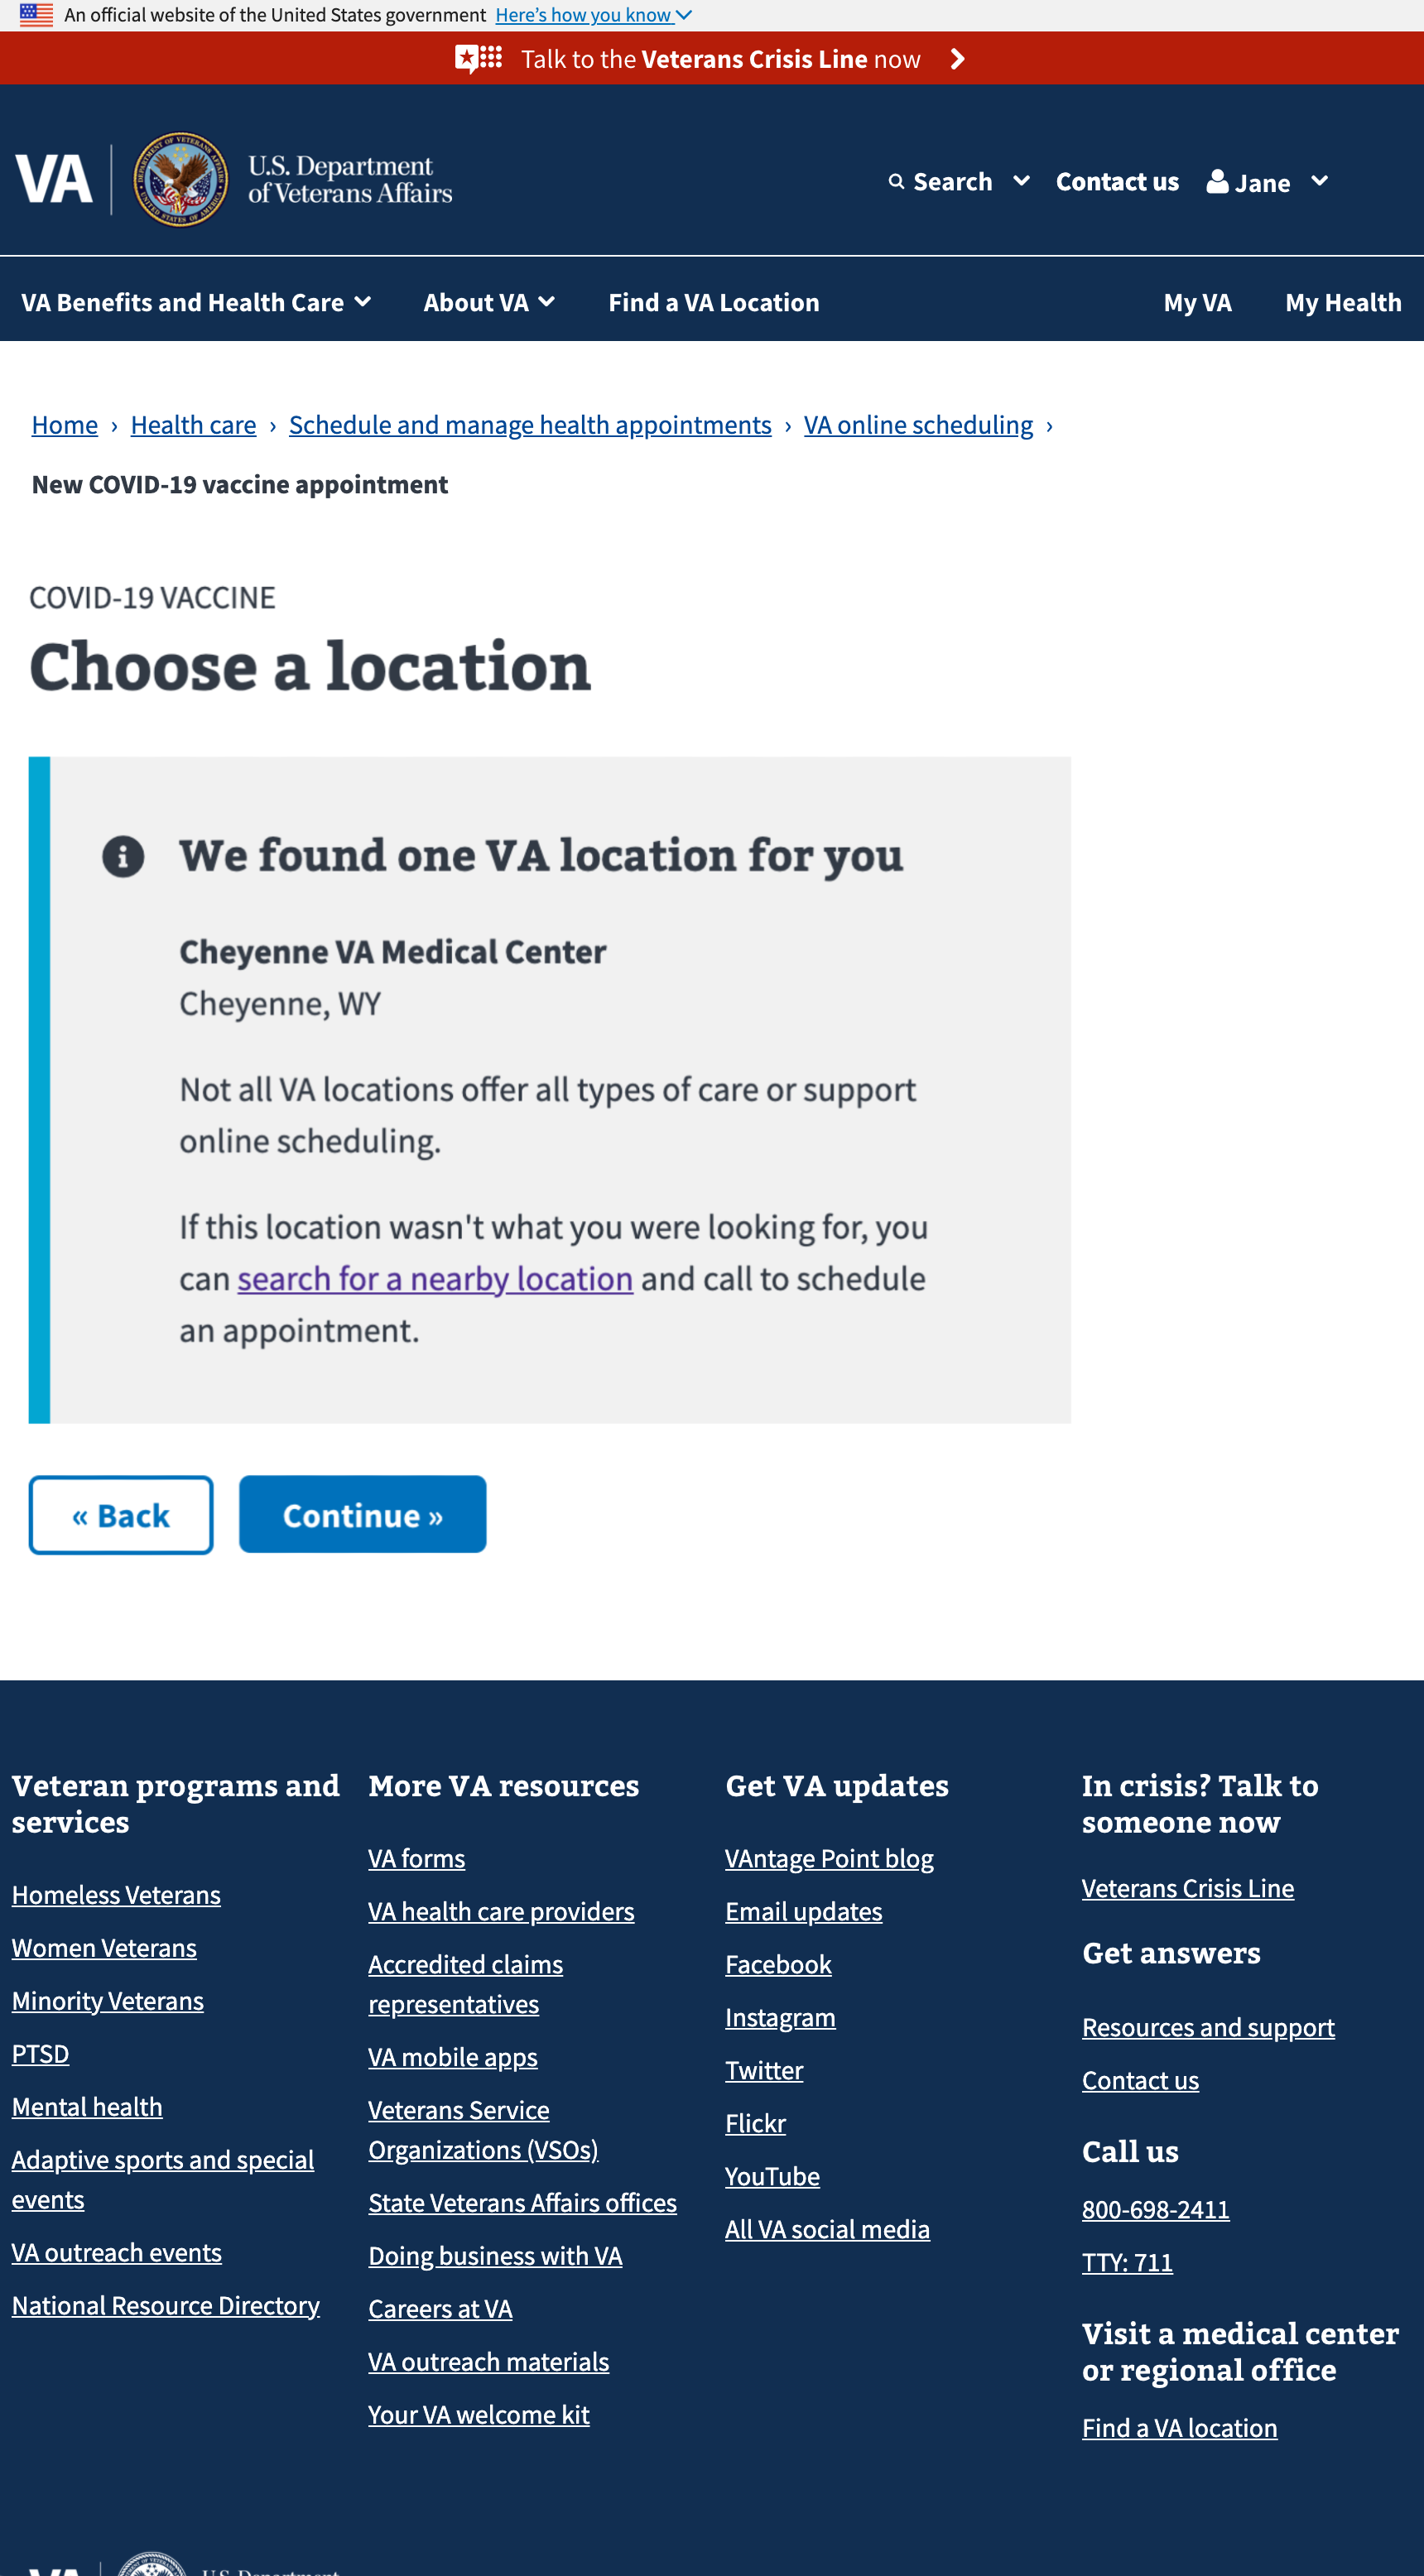 An official website of the United States government Here’s how you know
Talk to the Veterans Crisis Line now
VA U.S. Department
of Veterans Affairs
Search Contact us Jane
VA Benefits and Health Care About VA Find a VA Location My VA My Health
Home › Health care › Schedule and manage health appointments › VA online scheduling ›
New COVID-19 vaccine appointment
COVID-19 VACCINE
Choose a location
We found one VA location for you
Cheyenne VA Medical Center
Cheyenne, WY
Not all VA locations offer all types of care or support
online scheduling.
If this location wasn't what you were looking for, you
can search for a nearby location and call to schedule
an appointment.
« Back Continue »
Veteran programs and
services
Homeless Veterans
Women Veterans
Minority Veterans
PTSD
Mental health
Adaptive sports and special
events
VA outreach events
National Resource Directory
More VA resources
VA forms
VA health care providers
Accredited claims
representatives
VA mobile apps
Veterans Service
Organizations (VSOs)
State Veterans Affairs offices
Doing business with VA
Careers at VA
VA outreach materials
Your VA welcome kit
Get VA updates
VAntage Point blog
Email updates
Facebook
Instagram
Twitter
Flickr
YouTube
All VA social media
In crisis? Talk to
someone now
Veterans Crisis Line
Get answers
Resources and support
Contact us
Call us
800-698-2411
TTY: 711
Visit a medical center
or regional office
Find a VA location